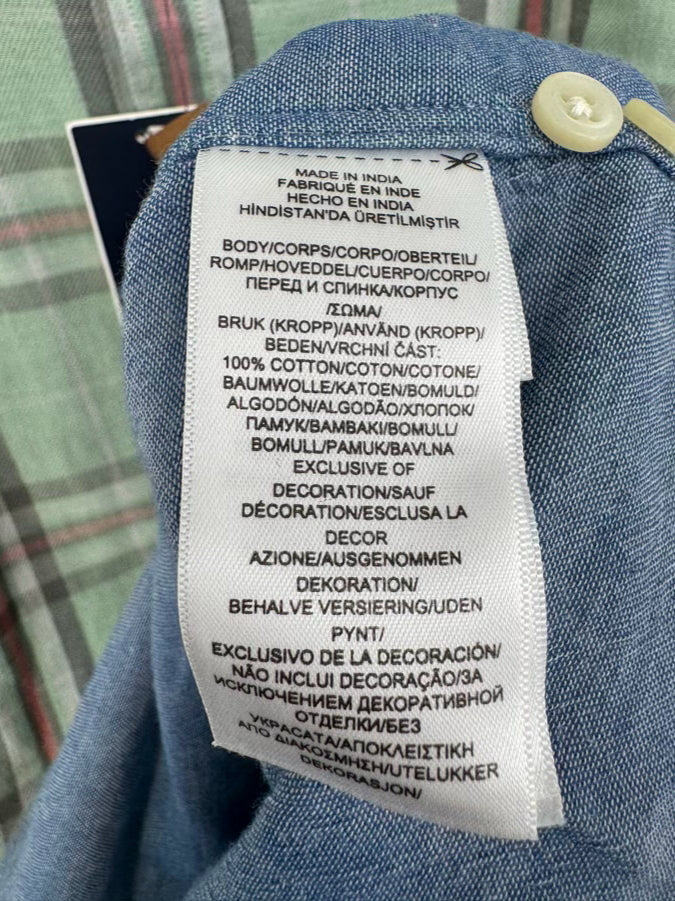 MADE IN INDIA
FABRIQUÉ EN INDE
HECHO EN INDIA
HİNDİSTAN'DA ÜRETİLMİŞTİR
BODY/CORPS/CORPO/OBERTEIL/
ROMP/HOVEDDEL/CUERPO/CORPO/
ПЕРЕД И СПИНКА/КОРПУС
/ΣΩΜΑ/
BRUK (KROPP)/ANVÄND (KROPP)/
BEDEN/VRCHNÍ ČÁST:
100% COTTON/COTON/COTONE/
BAUMWOLLE/KATOEN/BOMULD/
ALGODÓN/ALGODÃO/ХЛОПОК/
ПАМУК/ΒΑΜΒΑΚΙ/BOMULL/
BOMULL/PAMUK/BAVLNA
EXCLUSIVE OF
DECORATION/SAUF
DÉCORATION/ESCLUSA LA
DECOR
AZIONE/AUSGENOMMEN
DEKORATION/
BEHALVE VERSIERING/UDEN
PYNT/
EXCLUSIVO DE LA DECORACIÓN/
NÃO INCLUI DECORAÇÃO/ЗА
ИСКЛЮЧЕНИЕМ ДЕКОРАТИВНОЙ
ОТДЕЛКИ/БЕЗ
УКРАСАТА/ΑΠΟΚΛΕΙΣΤΙΚΗ
ΑΠΟ ΔΙΑΚΟΣΜΗΣΗ/UTELUKKER
DEKORASJON/